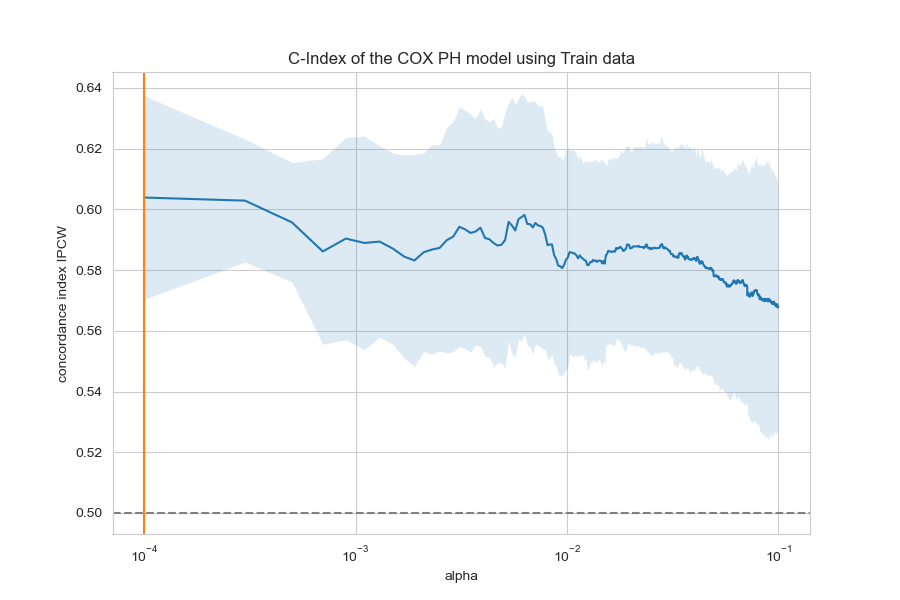 C-Index of the COX PH model using Train data
concordance index IPCW
0.64
0.62
0.60
0.58
0.56
0.54
0.52
0.50
10⁻⁴ 10⁻³ 10⁻² 10⁻¹
alpha